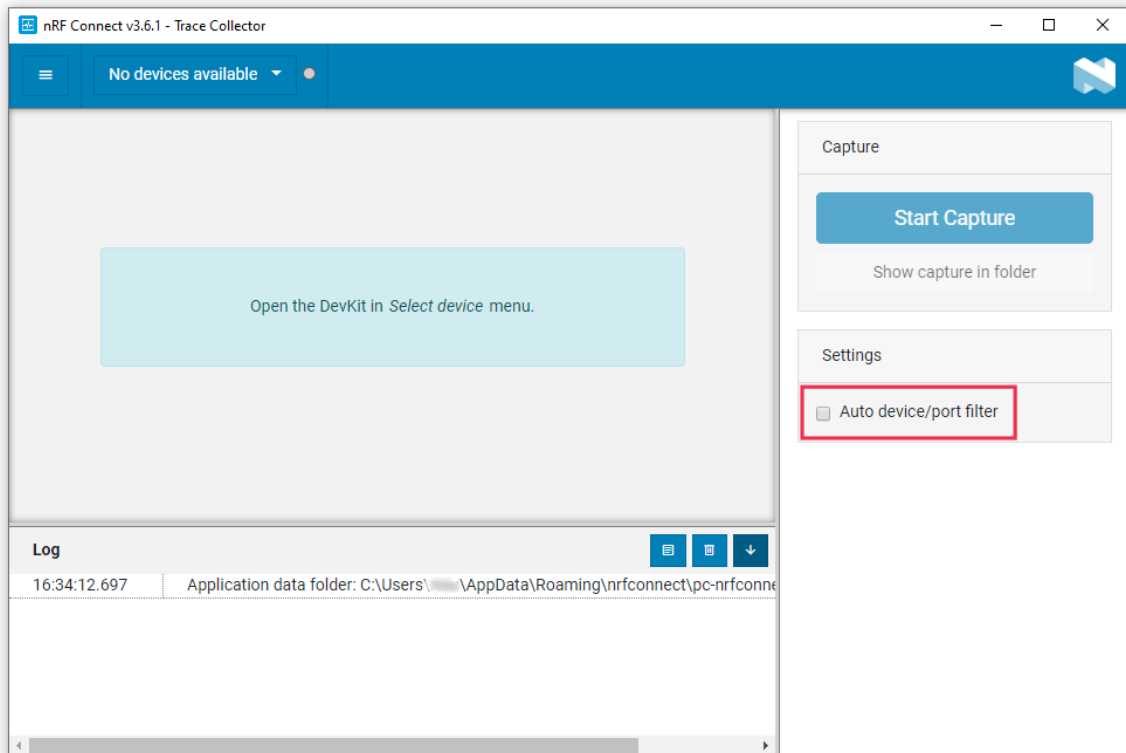 nRF Connect v3.6.1 - Trace Collector
No devices available
Capture
Start Capture
Show capture in folder
Open the DevKit in Select device menu.
Settings
Auto device/port filter
Log
16:34:12.697 Application data folder: C:\Users\ \AppData\Roaming\nrfconnect\pc-nrfconne